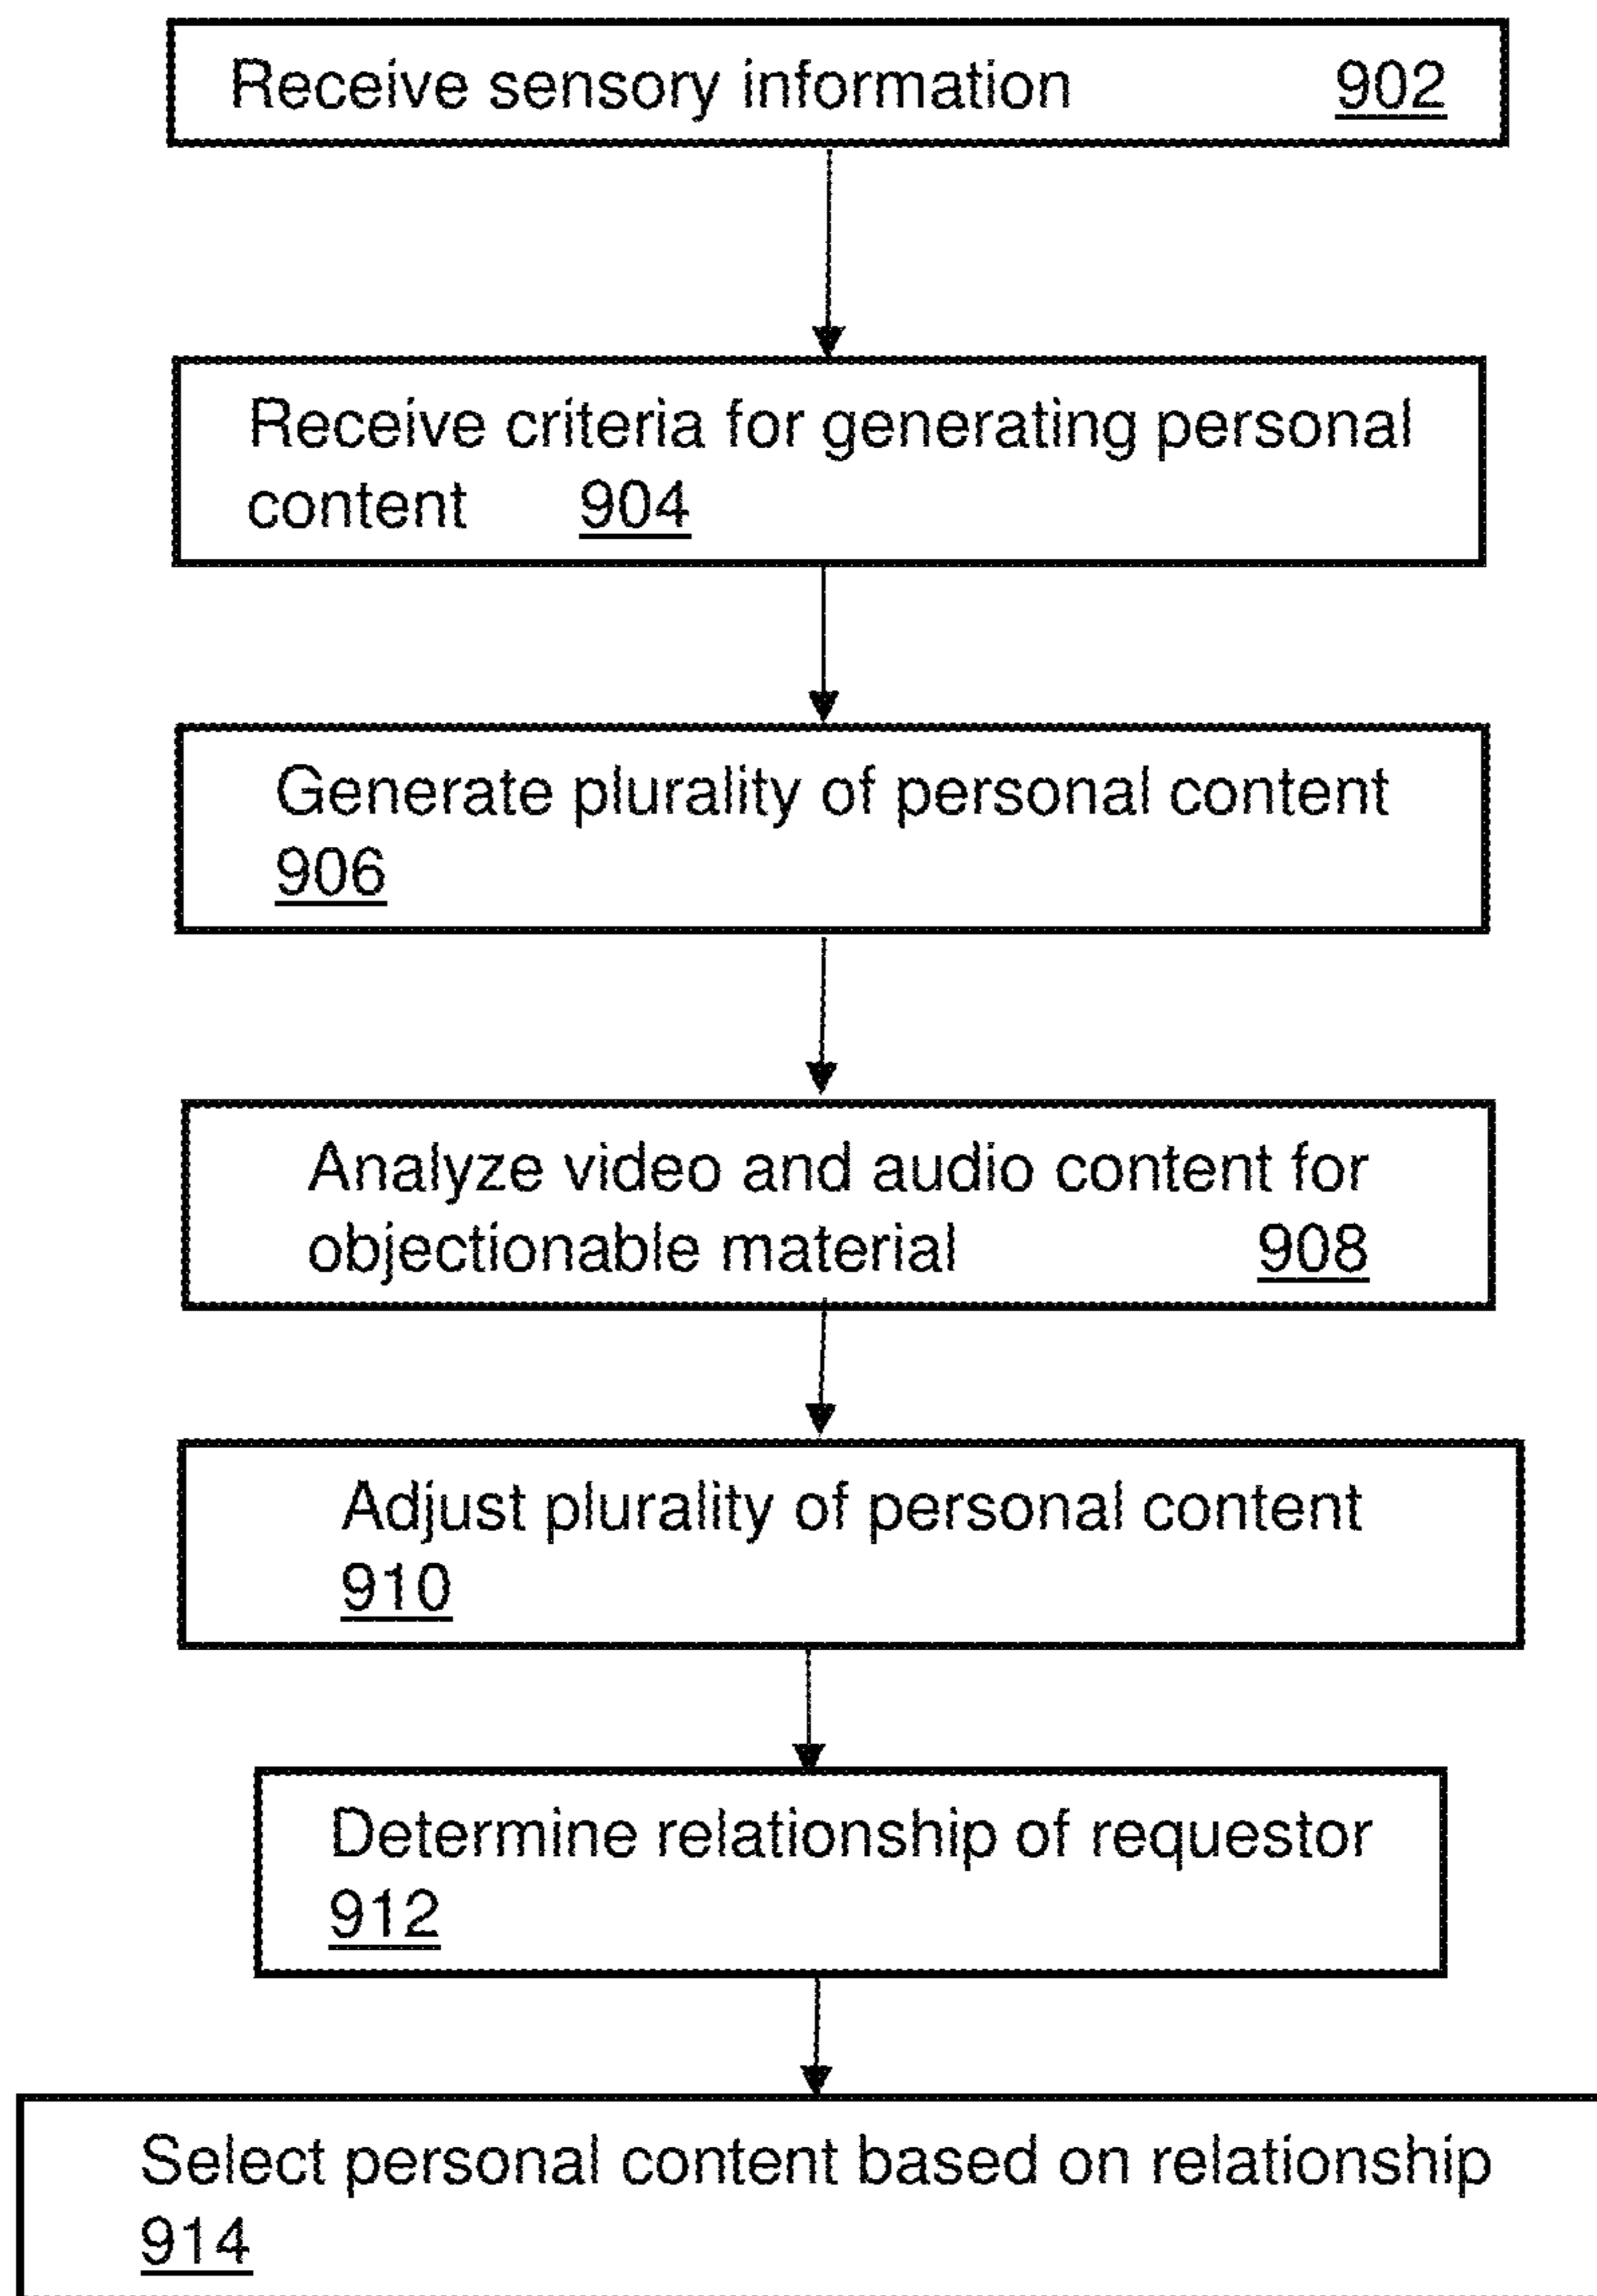 Receive sensory information 902
Receive criteria for generating personal
content 904
Generate plurality of personal content
906
Analyze video and audio content for
objectionable material 908
Adjust plurality of personal content
910
Determine relationship of requestor
912
Select personal content based on relationship
914